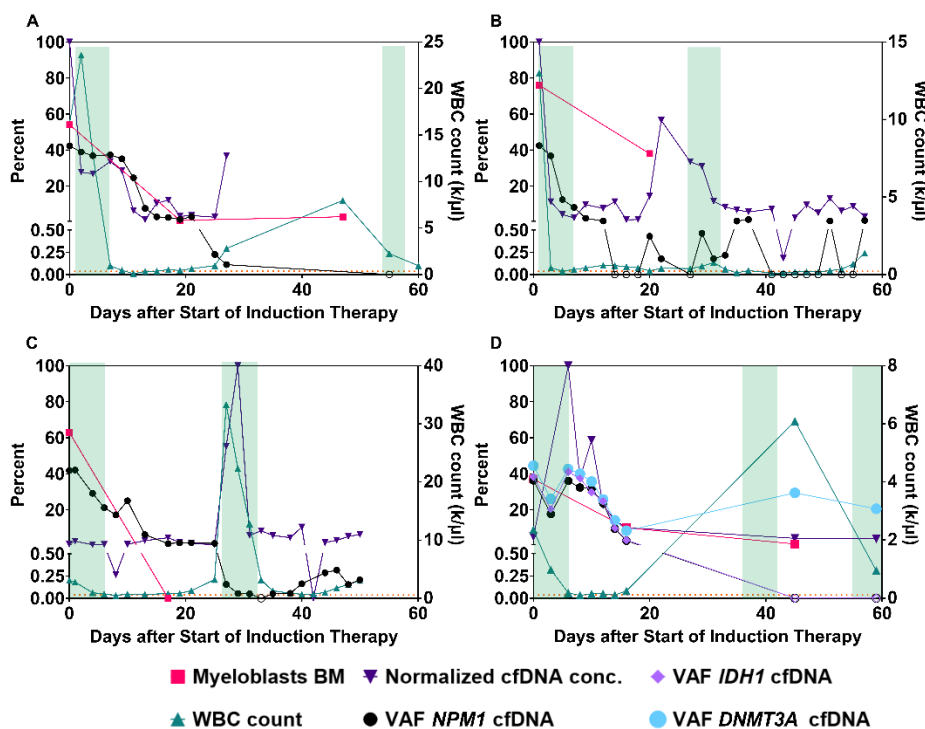 A
B
100
80
60
40
20
0.50
0.25
0.00
Percent
25
20
15
10
5
0
WBC count (k/µl)
0 20 40 60
Days after Start of Induction Therapy
100
80
60
40
20
0.50
0.25
0.00
Percent
15
10
5
0
WBC count (k/µl)
0 20 40 60
Days after Start of Induction Therapy
C
D
100
80
60
40
20
0.50
0.25
0.00
Percent
40
30
20
10
0
WBC count (k/µl)
0 20 40 60
Days after Start of Induction Therapy
100
80
60
40
20
0.50
0.25
0.00
Percent
8
6
4
2
0
WBC count (k/µl)
0 20 40 60
Days after Start of Induction Therapy
Myeloblasts BM Normalized cfDNA conc. VAF IDH1 cfDNA
WBC count VAF NPM1 cfDNA VAF DNMT3A cfDNA